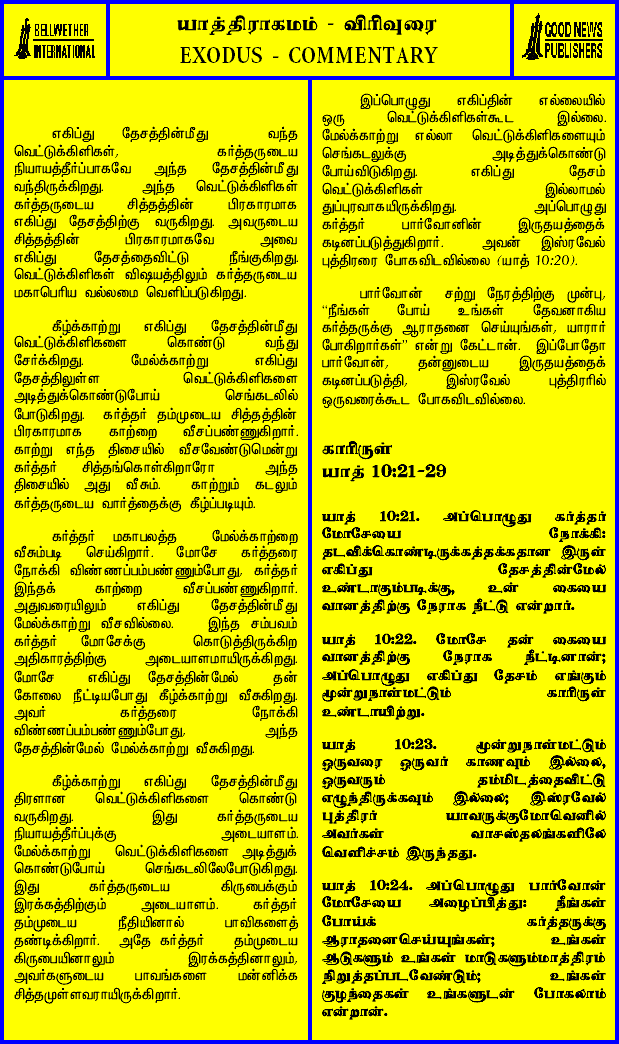 BELLWETHER
INTERNATIONAL
யாத்திராகமம் - விரிவுரை
EXODUS - COMMENTARY
GOOD NEWS
PUBLISHERS
எகிப்து தேசத்தின்மீது வந்த
வெட்டுக்கிளிகள், கர்த்தருடைய
நியாயத்தீர்ப்பாகவே அந்த தேசத்தின்மீது
வந்திருக்கிறது. அந்த வெட்டுக்கிளிகள்
கர்த்தருடைய சித்தத்தின் பிரகாரமாக
எகிப்து தேசத்திற்கு வருகிறது. அவருடைய
சித்தத்தின் பிரகாரமாகவே அவை
எகிப்து தேசத்தைவிட்டு நீங்குகிறது.
வெட்டுக்கிளிகள் விஷயத்திலும் கர்த்தருடைய
மகாபெரிய வல்லமை வெளிப்படுகிறது.
கீழ்க்காற்று எகிப்து தேசத்தின்மீது
வெட்டுக்கிளிகளை கொண்டு வந்து
சேர்க்கிறது. மேல்க்காற்று எகிப்து
தேசத்திலுள்ள வெட்டுக்கிளிகளை
அடித்துக்கொண்டுபோய் செங்கடலில்
போடுகிறது. கர்த்தர் தம்முடைய சித்தத்தின்
பிரகாரமாக காற்றை வீசப்பண்ணுகிறார்.
காற்று எந்த திசையில் வீசவேண்டுமென்று
கர்த்தர் சித்தங்கொள்கிறாரோ அந்த
திசையில் அது வீசும். காற்றும் கடலும்
கர்த்தருடைய வார்த்தைக்கு கீழ்ப்படியும்.
கர்த்தர் மகாபலத்த மேல்க்காற்றை
வீசும்படி செய்கிறார். மோசே கர்த்தரை
நோக்கி விண்ணப்பம்பண்ணும்போது, கர்த்தர்
இந்தக் காற்றை வீசப்பண்ணுகிறார்.
அதுவரையிலும் எகிப்து தேசத்தின்மீது
மேல்க்காற்று வீசவில்லை. இந்த சம்பவம்
கர்த்தர் மோசேக்கு கொடுத்திருக்கிற
அதிகாரத்திற்கு அடையாளமாயிருக்கிறது.
மோசே எகிப்து தேசத்தின்மேல் தன்
கோலை நீட்டியபோது கீழ்க்காற்று வீசுகிறது.
அவர் கர்த்தரை நோக்கி
விண்ணப்பம்பண்ணும்போது, அந்த
தேசத்தின்மேல் மேல்க்காற்று வீசுகிறது.
கீழ்க்காற்று எகிப்து தேசத்தின்மீது
திரளான வெட்டுக்கிளிகளை கொண்டு
வருகிறது. இது கர்த்தருடைய
நியாயத்தீர்ப்புக்கு அடையாளம்.
மேல்க்காற்று வெட்டுக்கிளிகளை அடித்துக்
கொண்டுபோய் செங்கடலிலேபோடுகிறது.
இது கர்த்தருடைய கிருபைக்கும்
இரக்கத்திற்கும் அடையாளம். கர்த்தர்
தம்முடைய நீதியினால் பாவிகளைத்
தண்டிக்கிறார். அதே கர்த்தர் தம்முடைய
கிருபையினாலும் இரக்கத்தினாலும்,
அவர்களுடைய பாவங்களை மன்னிக்க
சித்தமுள்ளவராயிருக்கிறார்.
இப்பொழுது எகிப்தின் எல்லையில்
ஒரு வெட்டுக்கிளிகள்கூட இல்லை.
மேல்க்காற்று எல்லா வெட்டுக்கிளிகளையும்
செங்கடலுக்கு அடித்துக்கொண்டு
போய்விடுகிறது. எகிப்து தேசம்
வெட்டுக்கிளிகள் இல்லாமல்
துப்புரவாகயிருக்கிறது. அப்பொழுது
கர்த்தர் பார்வோனின் இருதயத்தைக்
கடினப்படுத்துகிறார். அவன் இஸ்ரவேல்
புத்திரரை போகவிடவில்லை (யாத் 10:20).
பார்வோன் சற்று நேரத்திற்கு முன்பு,
“நீங்கள் போய் உங்கள் தேவனாகிய
கர்த்தருக்கு ஆராதனை செய்யுங்கள், யாரார்
போகிறார்கள்” என்று கேட்டான். இப்போதோ
பார்வோன், தன்னுடைய இருதயத்தைக்
கடினப்படுத்தி, இஸ்ரவேல் புத்திரரில்
ஒருவரைக்கூட போகவிடவில்லை.
காரிருள்
யாத் 10:21-29
யாத் 10:21. அப்பொழுது கர்த்தர்
மோசேயை நோக்கி:
தடவிக்கொண்டிருக்கத்தக்கதான இருள்
எகிப்து தேசத்தின்மேல்
உண்டாகும்படிக்கு, உன் கையை
வானத்திற்கு நேராக நீட்டு என்றார்.
யாத் 10:22. மோசே தன் கையை
வானத்திற்கு நேராக நீட்டினான்;
அப்பொழுது எகிப்து தேசம் எங்கும்
மூன்றுநாள்மட்டும் காரிருள்
உண்டாயிற்று.
யாத் 10:23. மூன்றுநாள்மட்டும்
ஒருவரை ஒருவர் காணவும் இல்லை,
ஒருவரும் தம்மிடத்தைவிட்டு
எழுந்திருக்கவும் இல்லை; இஸ்ரவேல்
புத்திரர் யாவருக்குமோவெனில்
அவர்கள் வாசஸ்தலங்களிலே
வெளிச்சம் இருந்தது.
யாத் 10:24. அப்பொழுது பார்வோன்
மோசேயை அழைப்பித்து: நீங்கள்
போய்க் கர்த்தருக்கு
ஆராதனைசெய்யுங்கள்; உங்கள்
ஆடுகளும் உங்கள் மாடுகளும்மாத்திரம்
நிறுத்தப்படவேண்டும்; உங்கள்
குழந்தைகள் உங்களுடன் போகலாம்
என்றான்.